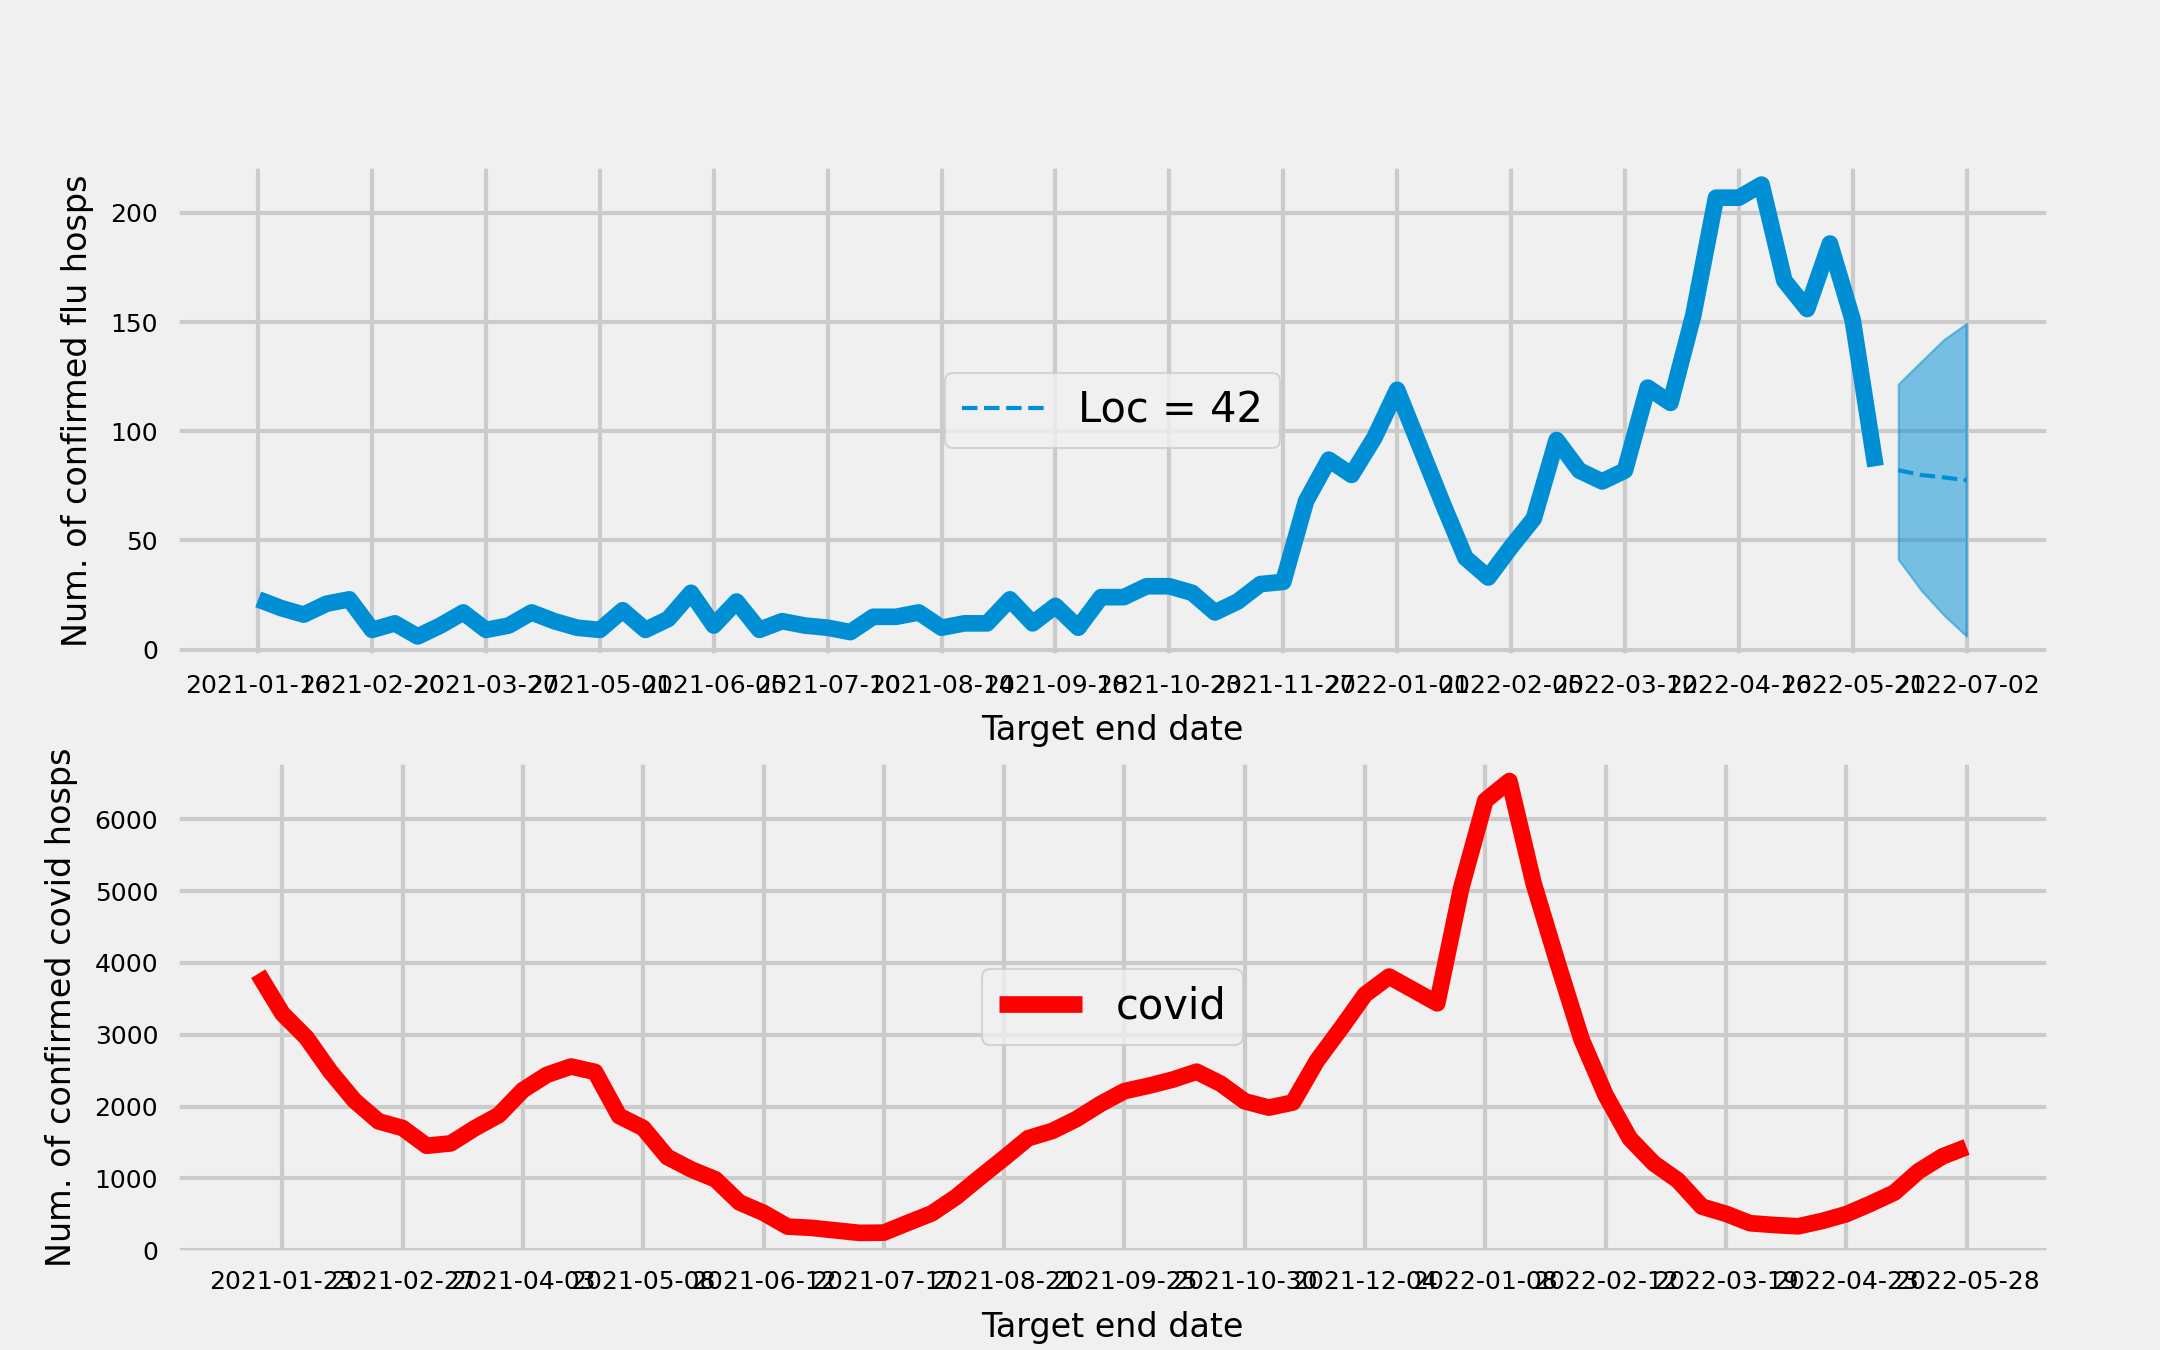 Num. of confirmed flu hosps
200
150
100
50
0
Loc = 42
2021-01-16 2021-02-20 2021-03-27 2021-05-01 2021-06-05 2021-07-10 2021-08-14 2021-09-18 2021-10-23 2021-11-27 2022-01-01 2022-02-05 2022-03-12 2022-04-16 2022-05-21 2022-07-02
Target end date
Num. of confirmed covid hosps
6000
5000
4000
3000
2000
1000
0
covid
2021-01-23 2021-02-27 2021-04-03 2021-05-08 2021-06-12 2021-07-17 2021-08-21 2021-09-25 2021-10-30 2021-12-04 2022-01-08 2022-02-12 2022-03-19 2022-04-23 2022-05-28
Target end date